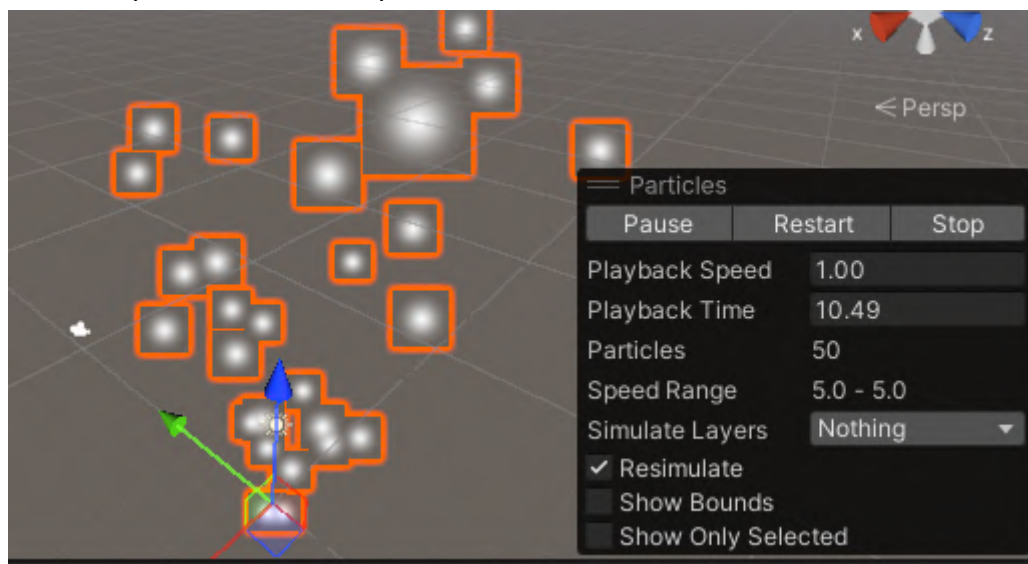 x z
< Persp
Particles
Pause Restart Stop
Playback Speed 1.00
Playback Time 10.49
Particles 50
Speed Range 5.0 - 5.0
Simulate Layers Nothing
Resimulate
Show Bounds
Show Only Selected